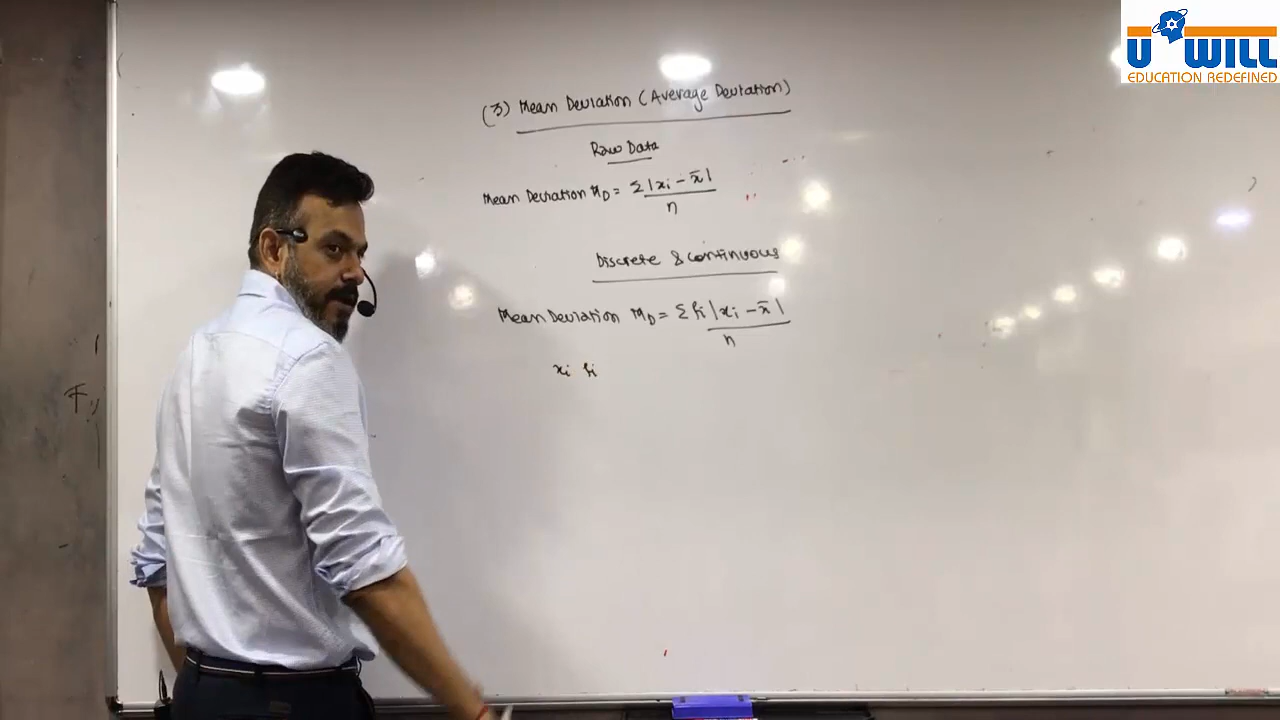 U WILL
EDUCATION REDEFINED
(3) Mean Deviation (Average Deviation)
Raw Data
Mean Deviation M_D = Σ|xi - x̄| / n
Discrete & continuous
Mean Deviation M_D = Σfi|xi - x̄| / n
xi fi